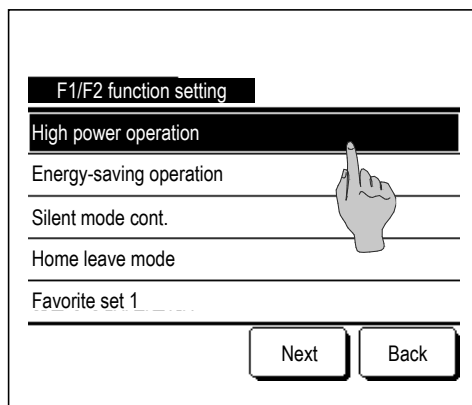 F1/F2 function setting
High power operation
Energy-saving operation
Silent mode cont.
Home leave mode
Favorite set 1
Next Back